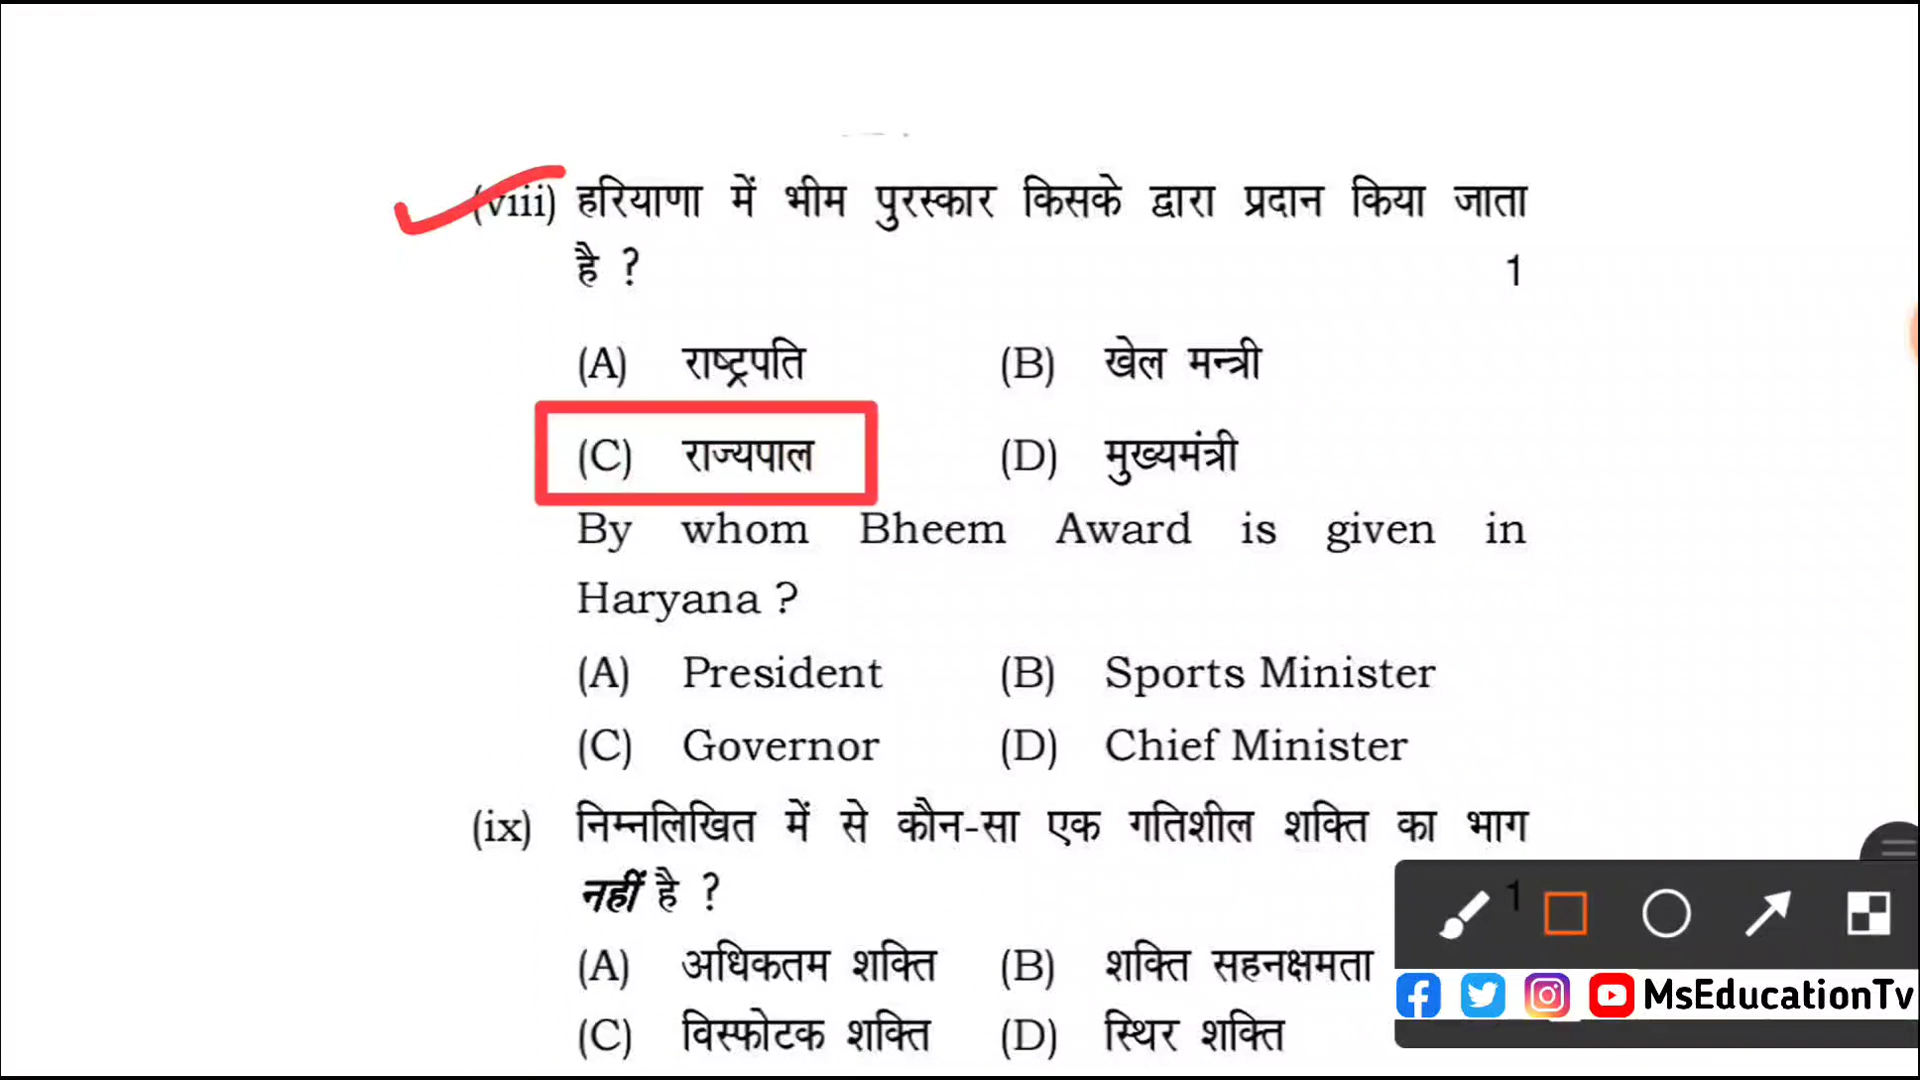 (viii) हरियाणा में भीम पुरस्कार किसके द्वारा प्रदान किया जाता
है ? 1
(A) राष्ट्रपति (B) खेल मन्त्री
(C) राज्यपाल (D) मुख्यमंत्री
By whom Bheem Award is given in
Haryana ?
(A) President (B) Sports Minister
(C) Governor (D) Chief Minister
(ix) निम्नलिखित में से कौन-सा एक गतिशील शक्ति का भाग
नहीं है ? 1
(A) अधिकतम शक्ति (B) शक्ति सहनक्षमता
(C) विस्फोटक शक्ति (D) स्थिर शक्ति
MsEducationTv